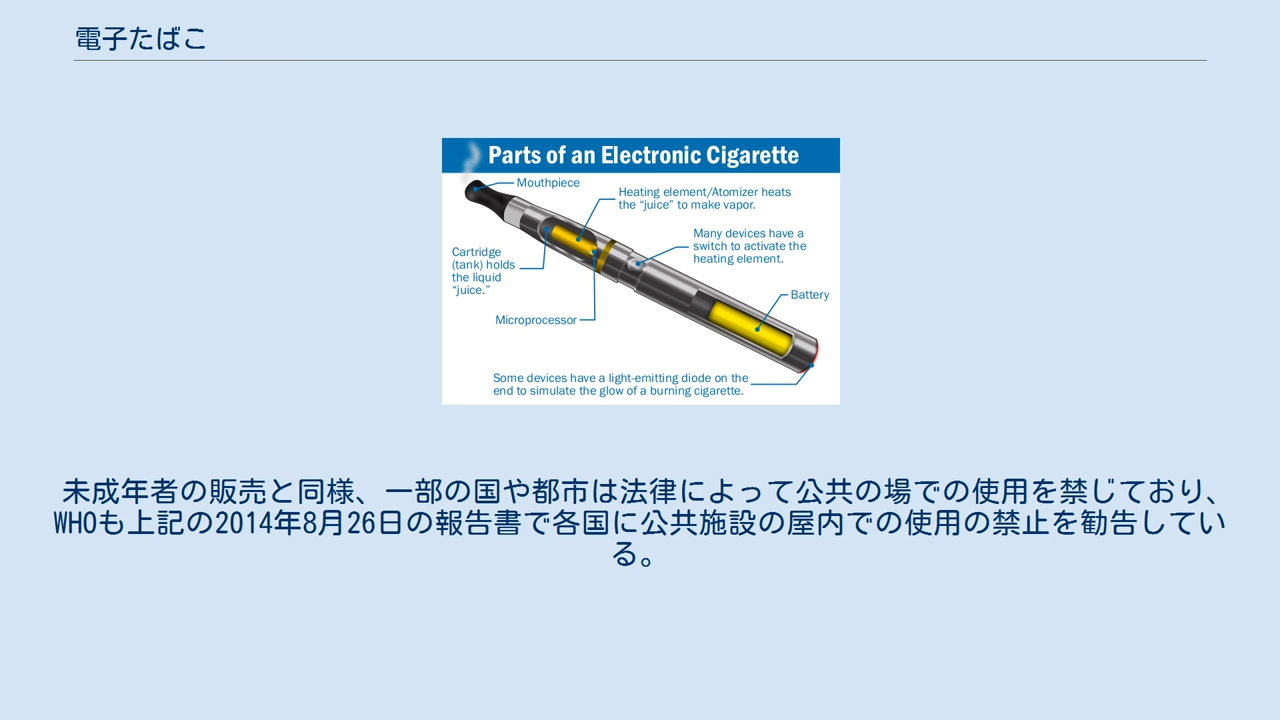 電子たばこ
Parts of an Electronic Cigarette
Mouthpiece
Heating element/Atomizer heats
the “juice” to make vapor.
Many devices have a
switch to activate the
heating element.
Cartridge
(tank) holds
the liquid
“juice.”
Battery
Microprocessor
Some devices have a light-emitting diode on the
end to simulate the glow of a burning cigarette.
未成年者の販売と同様、一部の国や都市は法律によって公共の場での使用を禁じており、
WHOも上記の2014年8月26日の報告書で各国に公共施設の屋内での使用の禁止を勧告してい
る。